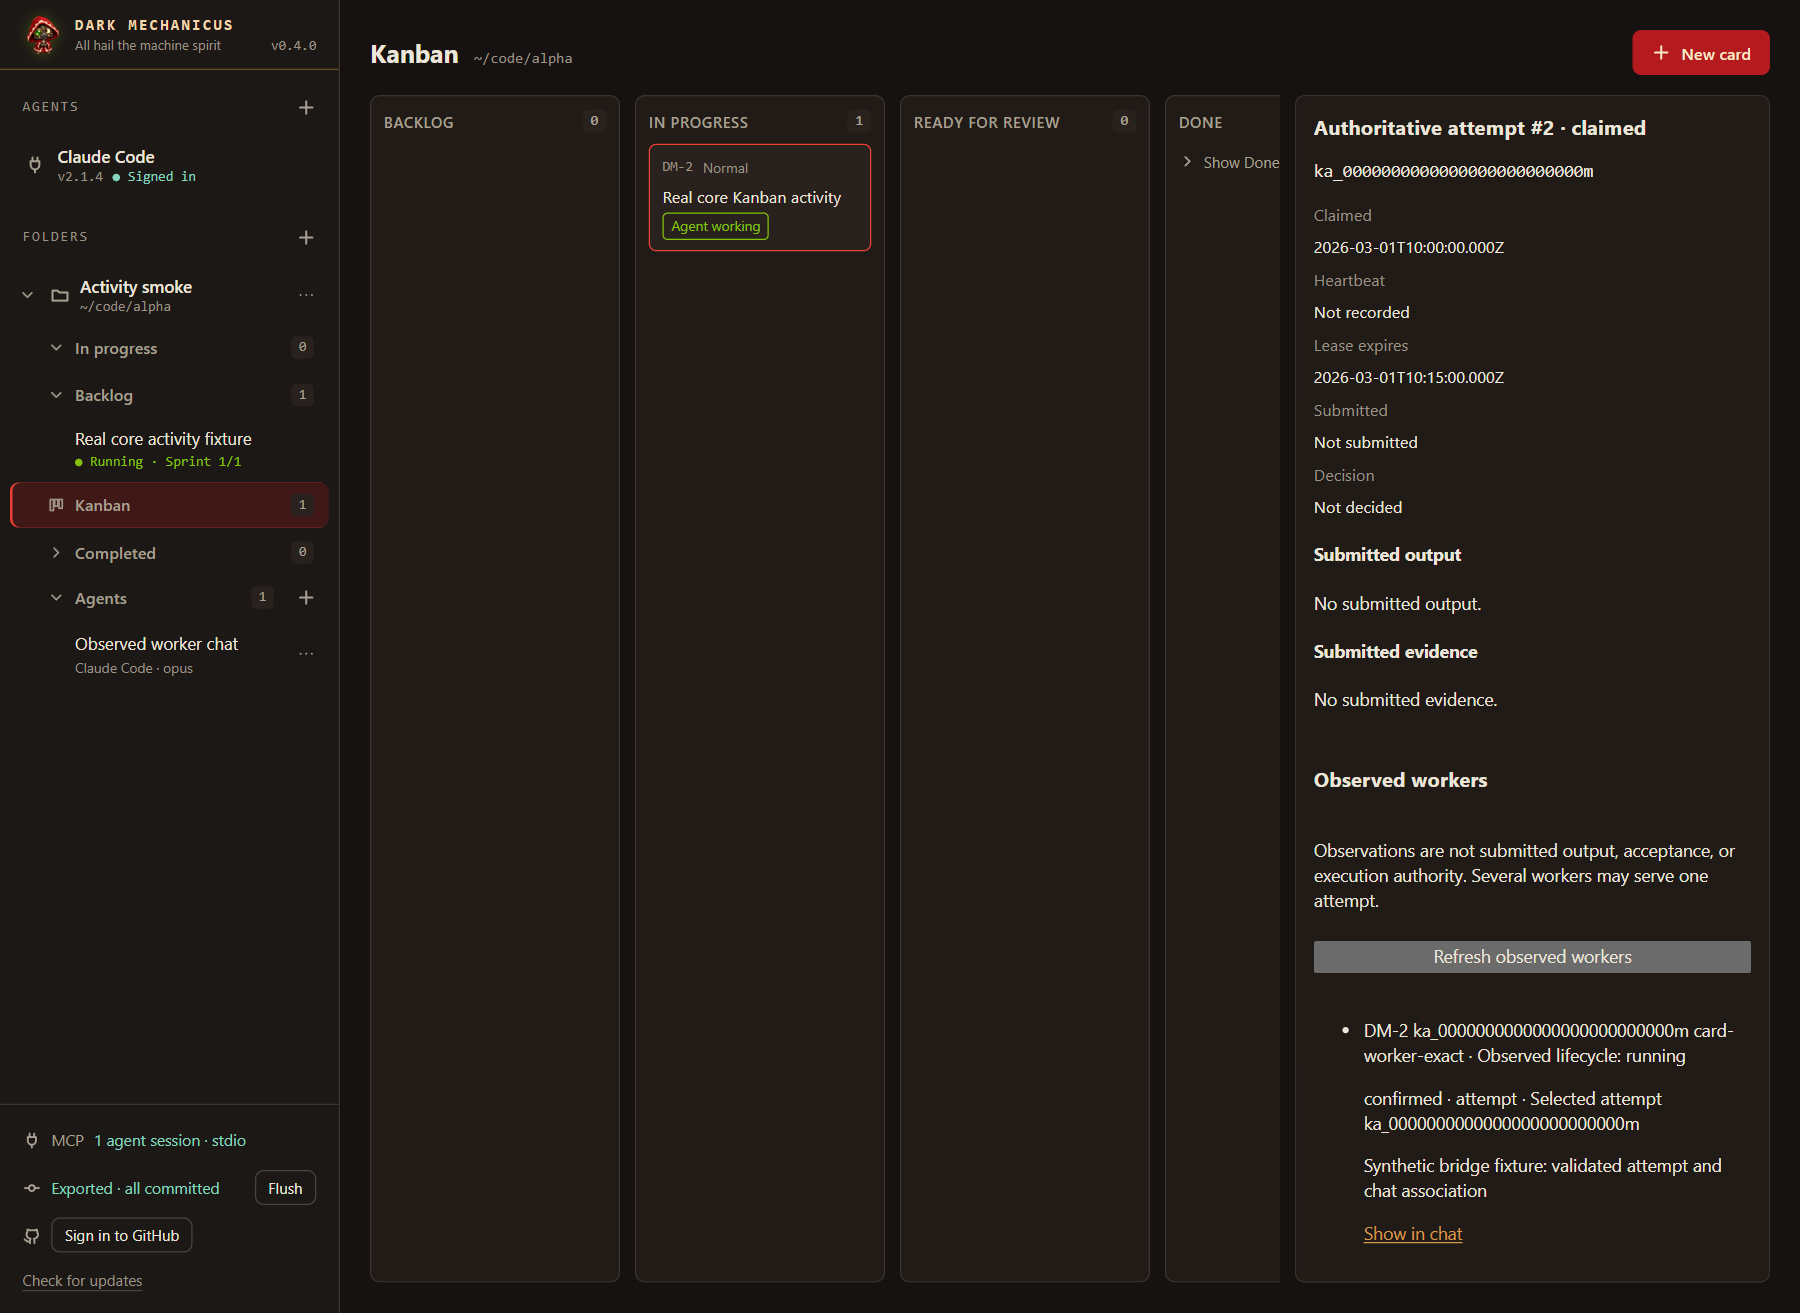 DARK MECHANICUS
All hail the machine spirit
v0.4.0
AGENTS
Claude Code
v2.1.4 ● Signed in
FOLDERS
Activity smoke
~/code/alpha
In progress 0
Backlog 1
Real core activity fixture
● Running · Sprint 1/1
Kanban 1
Completed 0
Agents 1
Observed worker chat
Claude Code · opus
MCP 1 agent session · stdio
Exported · all committed
Flush
Sign in to GitHub
Check for updates
Kanban ~/code/alpha
New card
BACKLOG 0
IN PROGRESS 1
DM-2 Normal
Real core Kanban activity
Agent working
READY FOR REVIEW 0
DONE
Show Done
Authoritative attempt #2 · claimed
ka_0000000000000000000000000m
Claimed
2026-03-01T10:00:00.000Z
Heartbeat
Not recorded
Lease expires
2026-03-01T10:15:00.000Z
Submitted
Not submitted
Decision
Not decided
Submitted output
No submitted output.
Submitted evidence
No submitted evidence.
Observed workers
Observations are not submitted output, acceptance, or
execution authority. Several workers may serve one
attempt.
Refresh observed workers
• DM-2 ka_0000000000000000000000000m card-
worker-exact · Observed lifecycle: running
confirmed · attempt · Selected attempt
ka_0000000000000000000000000m
Synthetic bridge fixture: validated attempt and
chat association
Show in chat